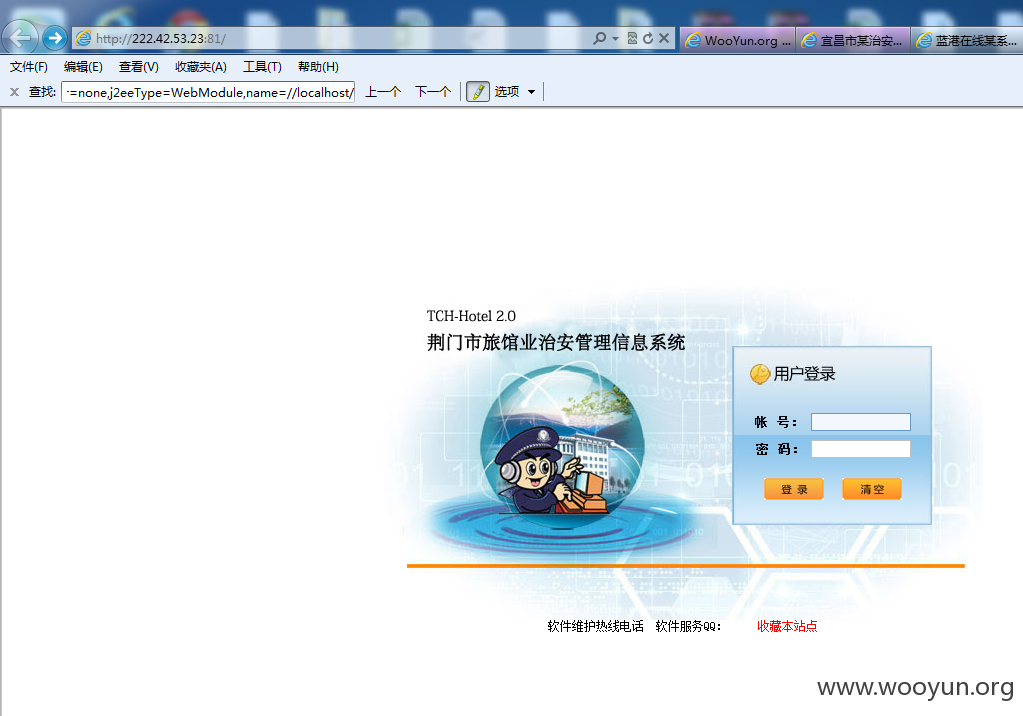 http://222.42.53.23:81/
WooYun.org ...
宜昌市某治安...
蓝港在线某系...
文件(F) 编辑(E) 查看(V) 收藏夹(A) 工具(T) 帮助(H)
查找: =none,j2eeType=WebModule,name=//localhost/ 上一个 下一个 选项
TCH-Hotel 2.0
荆门市旅馆业治安管理信息系统
用户登录
帐 号：
密 码：
登 录 清 空
软件维护热线电话 软件服务QQ： 收藏本站点
www.wooyun.org